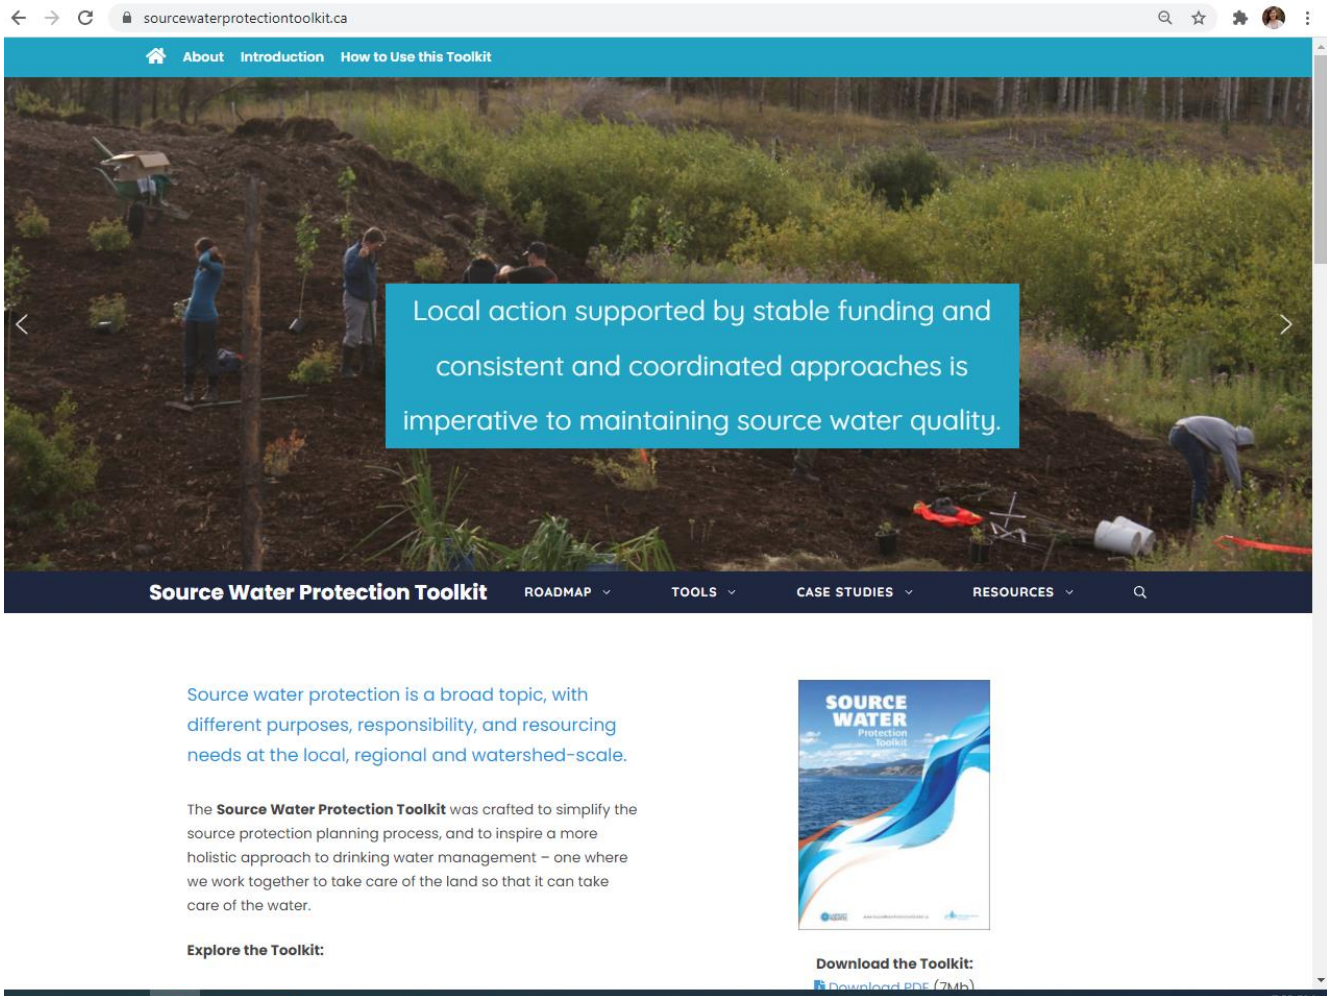 sourcewaterprotectiontoolkit.ca
About Introduction How to Use this Toolkit
Local action supported by stable funding and
consistent and coordinated approaches is
imperative to maintaining source water quality.
Source Water Protection Toolkit ROADMAP TOOLS CASE STUDIES RESOURCES
Source water protection is a broad topic, with
different purposes, responsibility, and resourcing
needs at the local, regional and watershed-scale.
The Source Water Protection Toolkit was crafted to simplify the
source protection planning process, and to inspire a more
holistic approach to drinking water management – one where
we work together to take care of the land so that it can take
care of the water.
Explore the Toolkit:
SOURCE
WATER
Protection
Toolkit
Download the Toolkit:
Download PDF (7Mb)